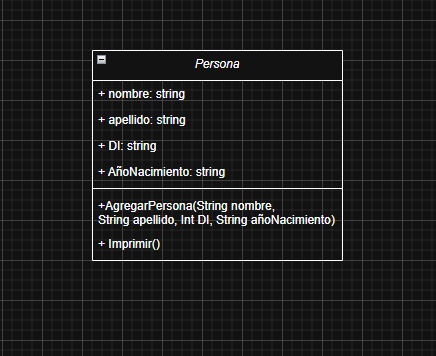 Persona
+ nombre: string
+ apellido: string
+ DI: string
+ AñoNacimiento: string
+AgregarPersona(String nombre,
String apellido, Int DI, String añoNacimiento)
+ Imprimir()